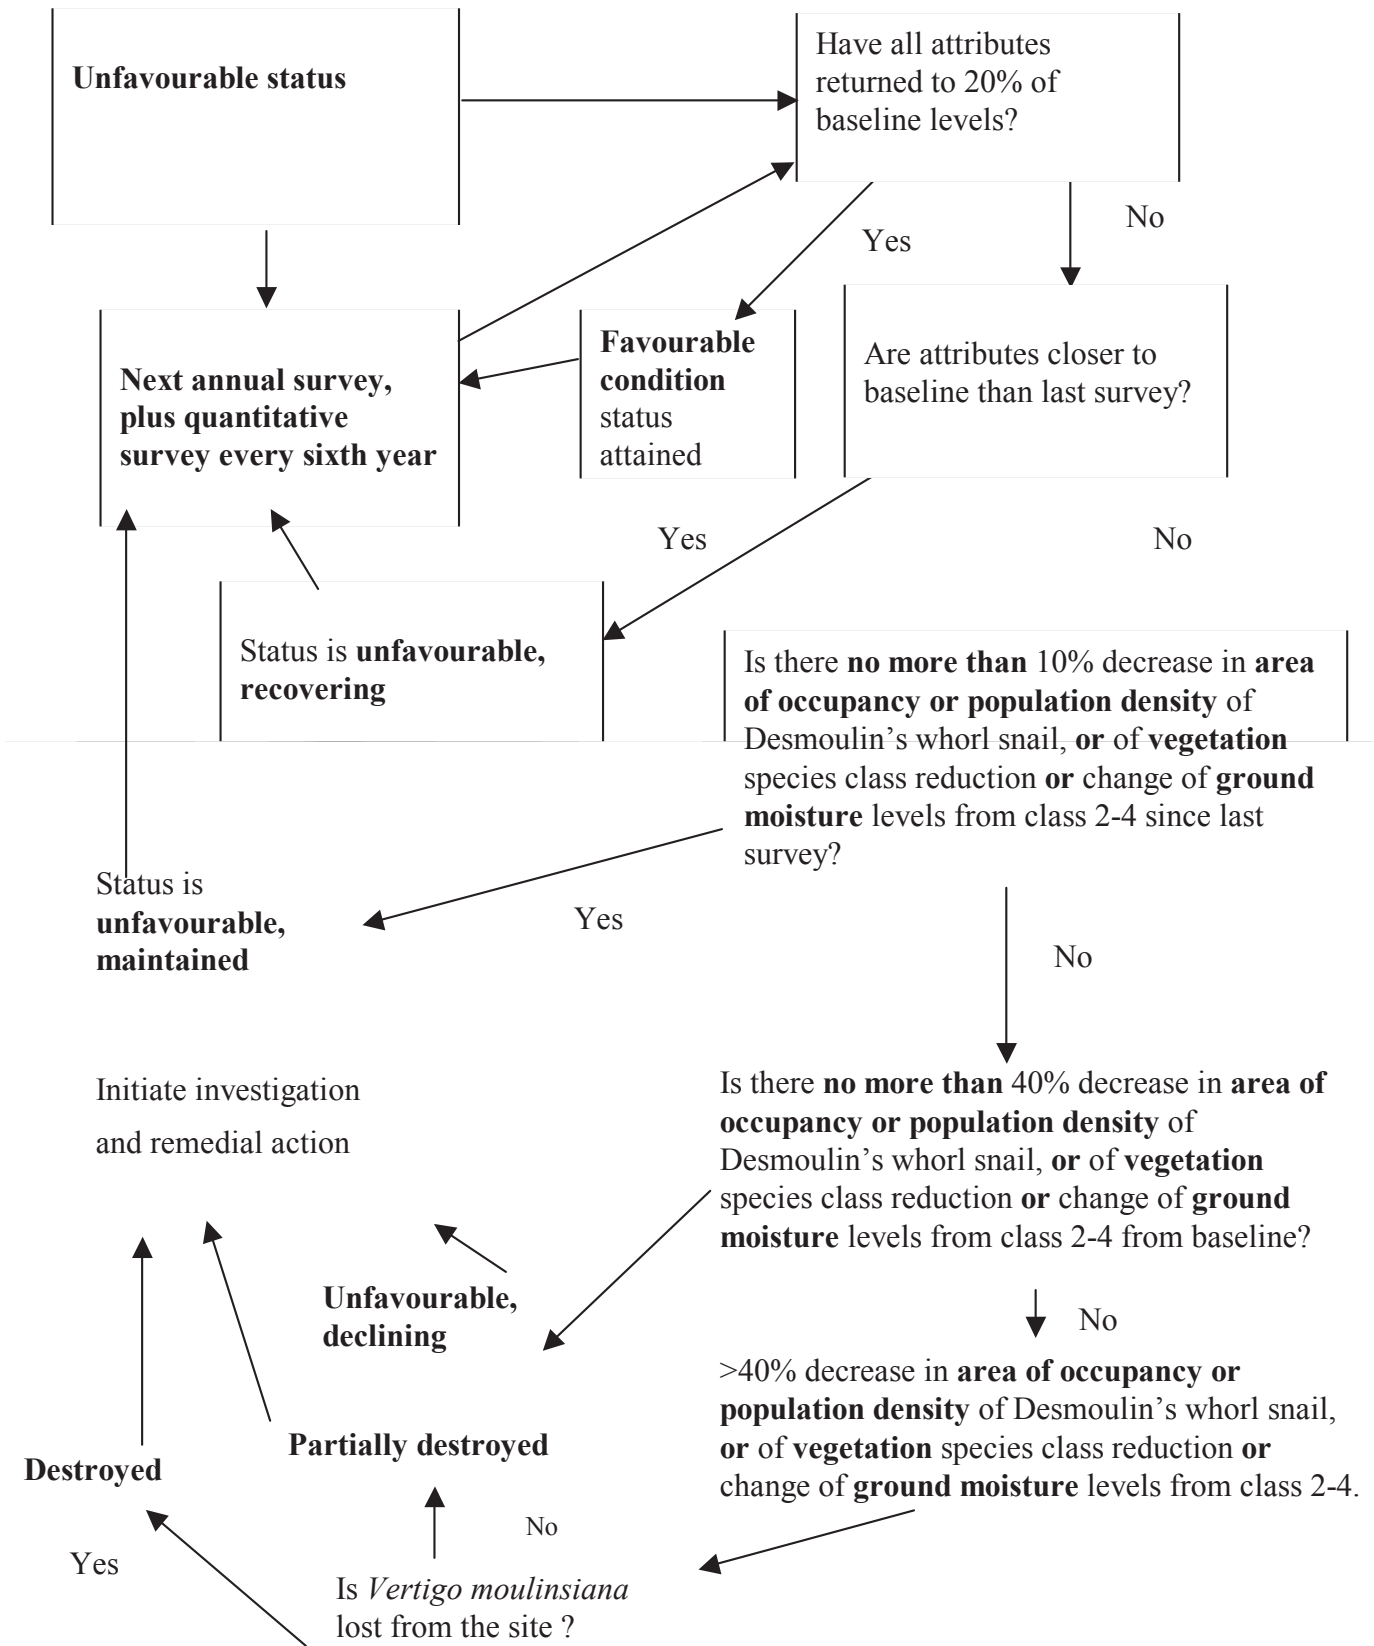 Unfavourable status
Have all attributes
returned to 20% of
baseline levels?
No
Yes
Next annual survey,
plus quantitative
survey every sixth year
Favourable
condition
status
attained
Are attributes closer to
baseline than last survey?
Yes
No
Status is unfavourable,
recovering
Is there no more than 10% decrease in area
of occupancy or population density of
Desmoulin’s whorl snail, or of vegetation
species class reduction or change of ground
moisture levels from class 2-4 since last
survey?
Status is
unfavourable,
maintained
Yes
No
Initiate investigation
and remedial action
Is there no more than 40% decrease in area of
occupancy or population density of
Desmoulin’s whorl snail, or of vegetation
species class reduction or change of ground
moisture levels from class 2-4 from baseline?
Unfavourable,
declining
No
>40% decrease in area of occupancy or
population density of Desmoulin’s whorl snail,
or of vegetation species class reduction or
change of ground moisture levels from class 2-4.
Partially destroyed
Destroyed
No
Yes
Is Vertigo moulinsiana
lost from the site ?